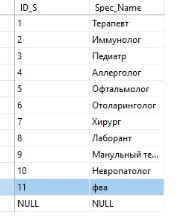 ID_S Spec_Name
1 Терапевт
2 Иммунолог
3 Педиатр
4 Аллерголог
5 Офтальмолог
6 Отоларинголог
7 Хирург
8 Лаборант
9 Манульный те...
10 Невропатолог
11 фва
NULL NULL